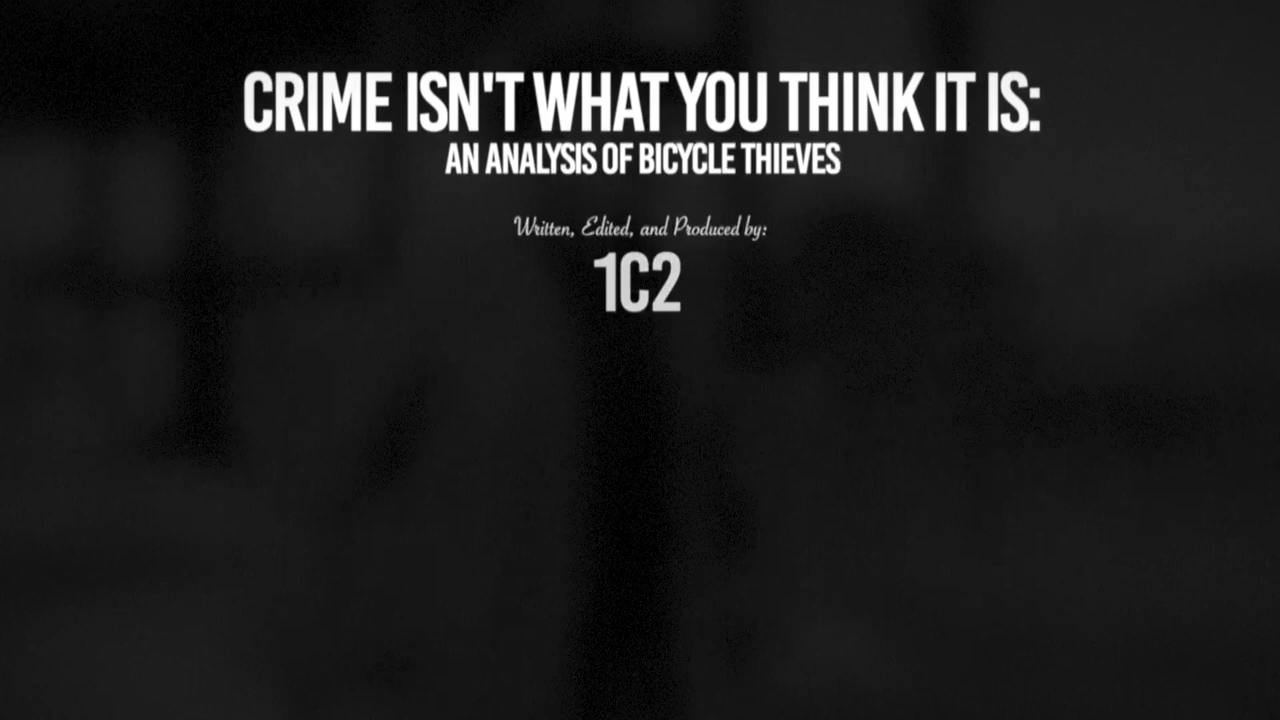 CRIME ISN'T WHAT YOU THINK IT IS:
AN ANALYSIS OF BICYCLE THIEVES
Written, Edited, and Produced by:
1C2